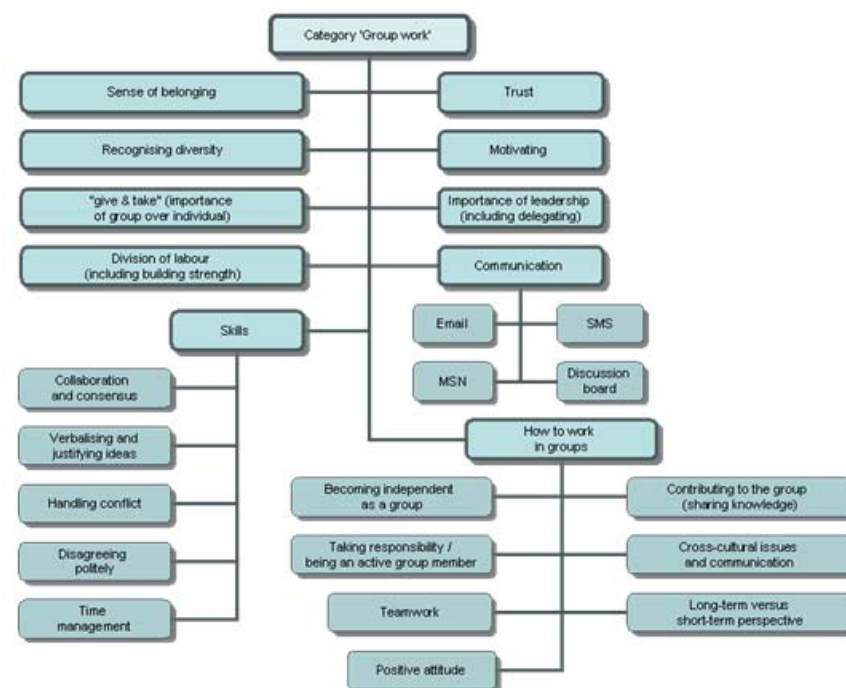 Category 'Group work'
Sense of belonging
Trust
Recognising diversity
Motivating
"give & take" (importance
of group over individual)
Importance of leadership
(including delegating)
Division of labour
(including building strength)
Communication
Email
SMS
MSN
Discussion
board
Skills
Collaboration
and consensus
Verbalising and
justifying ideas
Handling conflict
Disagreeing
politely
Time
management
How to work
in groups
Becoming independent
as a group
Contributing to the group
(sharing knowledge)
Taking responsibility /
being an active group member
Cross-cultural issues
and communication
Teamwork
Long-term versus
short-term perspective
Positive attitude